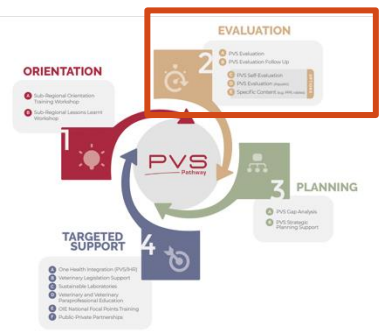 EVALUATION
A PVS Evaluation
B PVS Evaluation Follow Up
C PVS Self-Evaluation
D PVS Evaluation (Aquatic)
E Specific Content (e.g. PPR, rabies)
2
ORIENTATION
A Sub-Regional Orientation
Training Workshop
B Sub-Regional Lessons Learnt
Workshop
1
PVS
Pathway
3
PLANNING
A PVS Gap Analysis
B PVS Strategic
Planning Support
TARGETED
SUPPORT
4
A One Health Integration (PVS/IHR)
B Veterinary Legislation Support
C Sustainable Laboratories
D Veterinary and Veterinary
Paraprofessional Education
E OIE National Focal Points Training
F Public-Private Partnerships